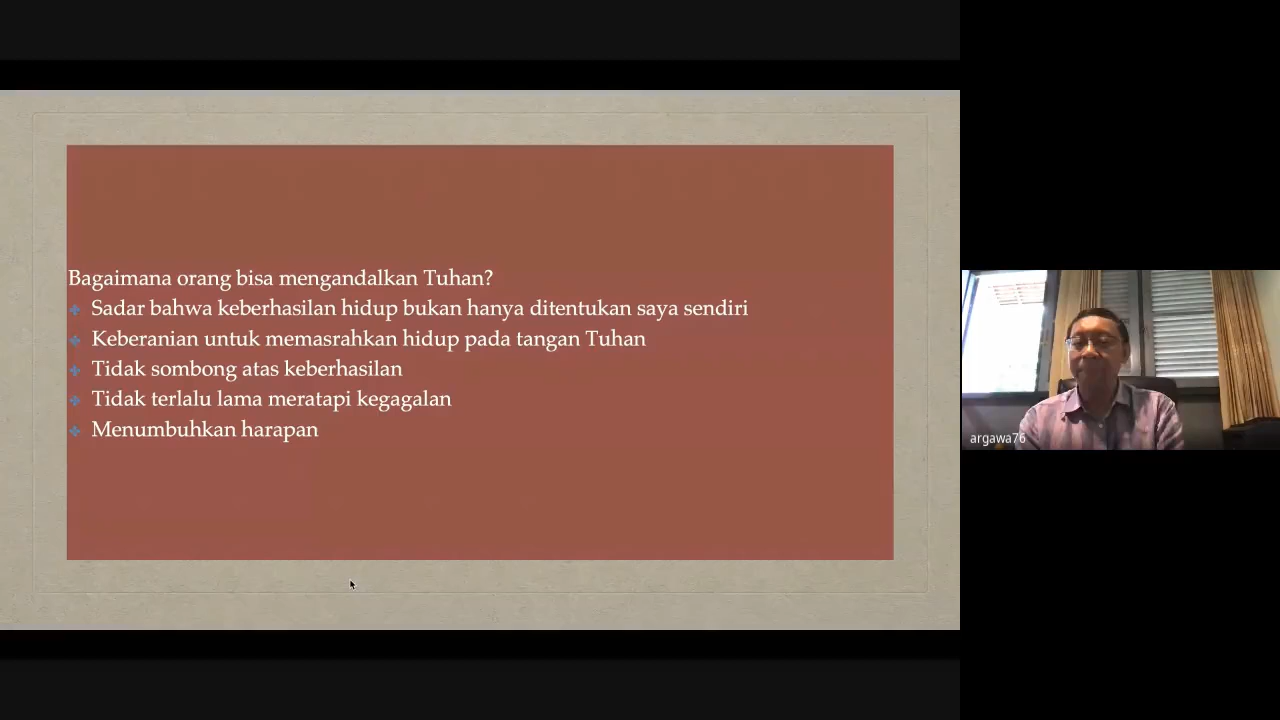 Bagaimana orang bisa mengandalkan Tuhan?
Sadar bahwa keberhasilan hidup bukan hanya ditentukan saya sendiri
Keberanian untuk memasrahkan hidup pada tangan Tuhan
Tidak sombong atas keberhasilan
Tidak terlalu lama meratapi kegagalan
Menumbuhkan harapan
argawa76